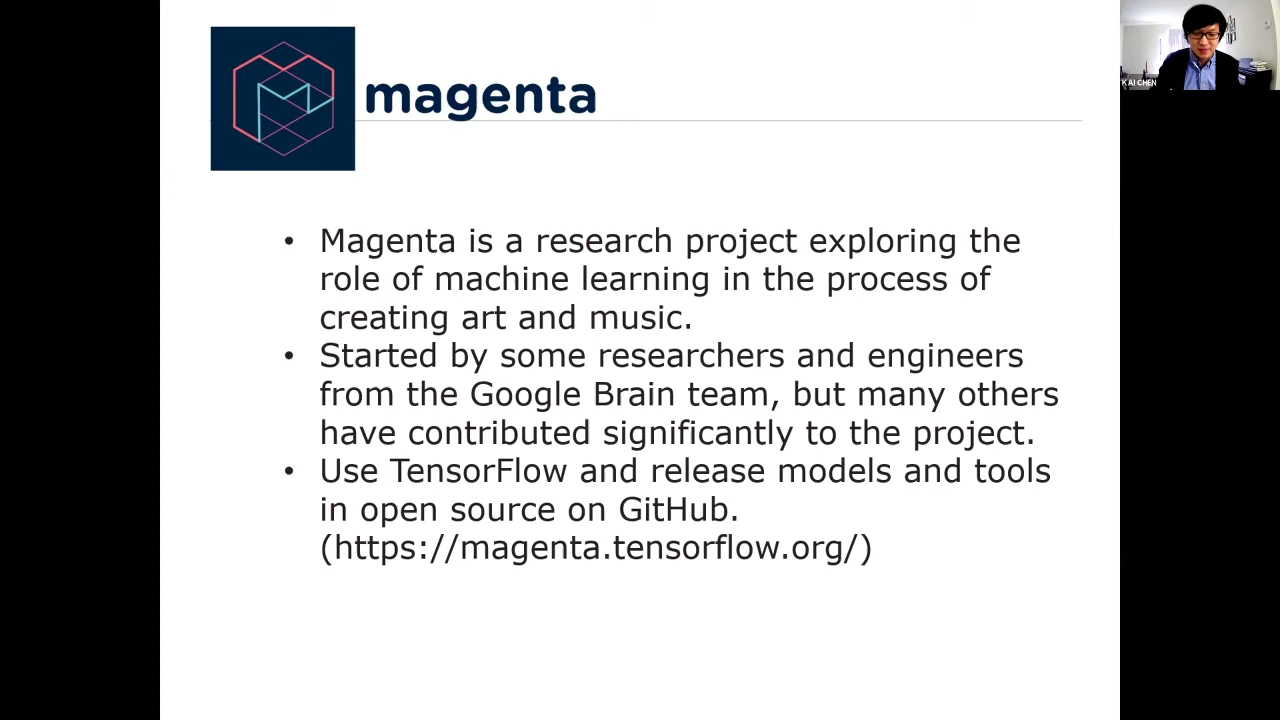 magenta
KAI CHEN
• Magenta is a research project exploring the
role of machine learning in the process of
creating art and music.
• Started by some researchers and engineers
from the Google Brain team, but many others
have contributed significantly to the project.
• Use TensorFlow and release models and tools
in open source on GitHub.
(https://magenta.tensorflow.org/)